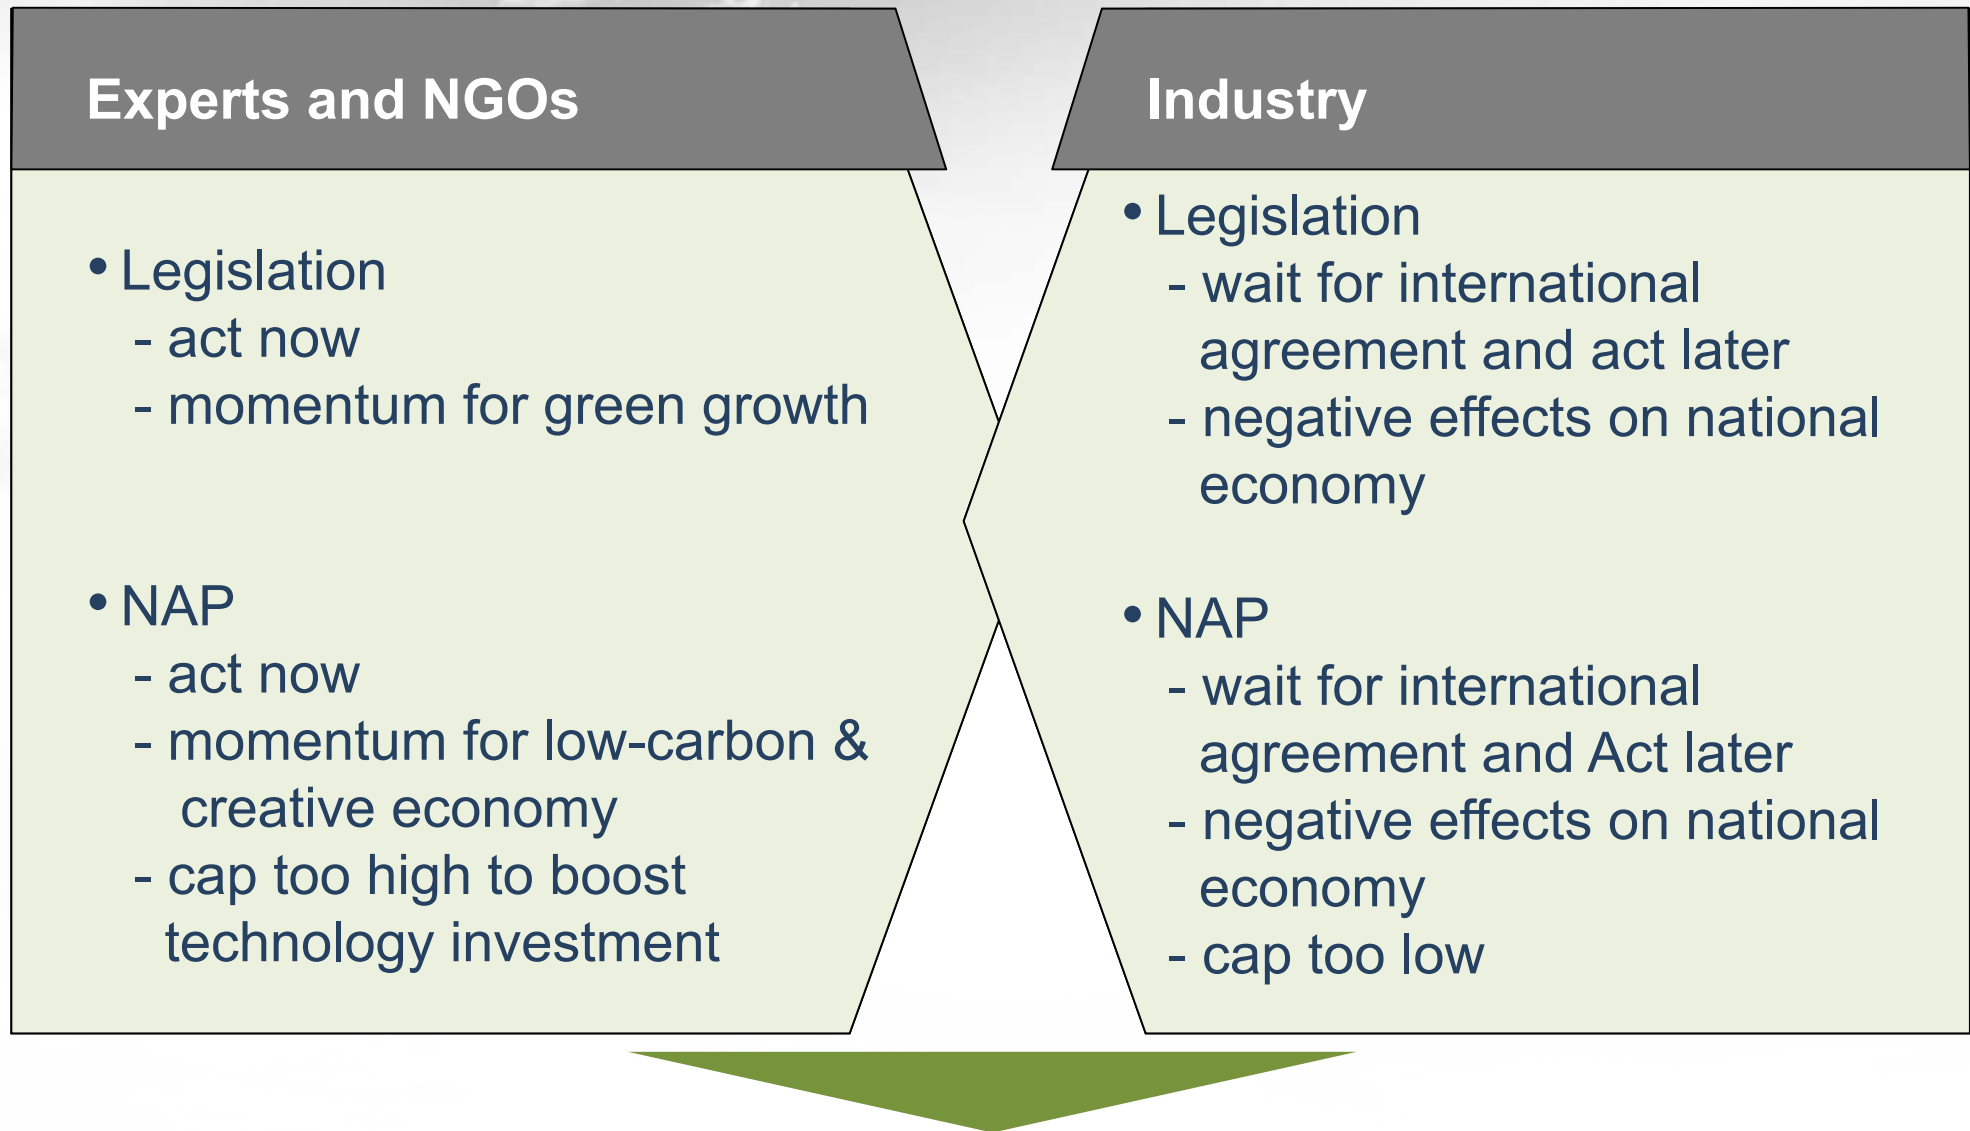 Experts and NGOs
• Legislation
- act now
- momentum for green growth
• NAP
- act now
- momentum for low-carbon &
creative economy
- cap too high to boost
technology investment
Industry
• Legislation
- wait for international
agreement and act later
- negative effects on national
economy
• NAP
- wait for international
agreement and Act later
- negative effects on national
economy
- cap too low